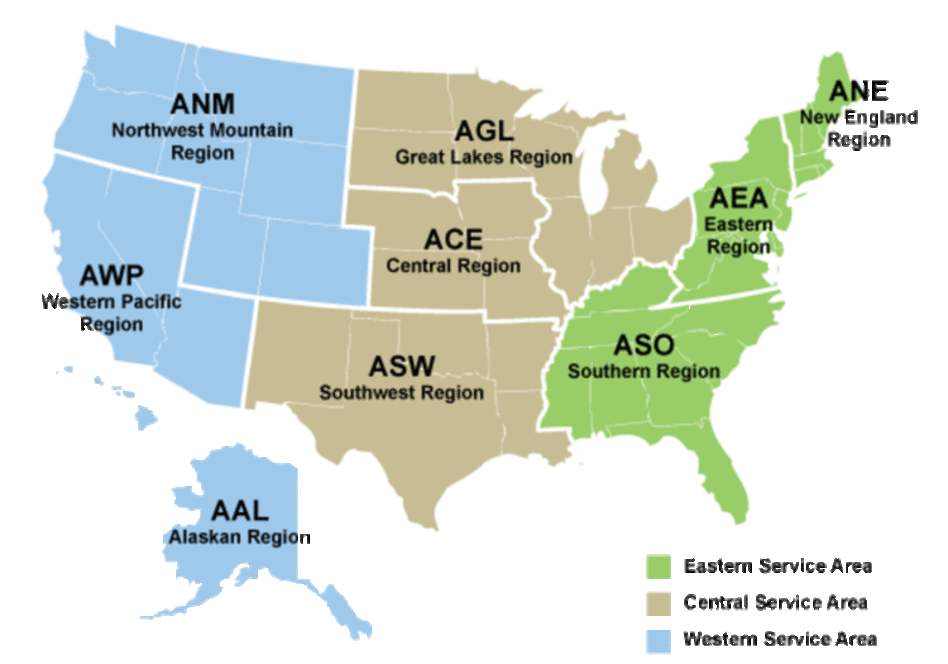 ANM
Northwest Mountain
Region
AGL
Great Lakes Region
ANE
New England
Region
AEA
Eastern
Region
ACE
Central Region
AWP
Western Pacific
Region
ASW
Southwest Region
ASO
Southern Region
AAL
Alaskan Region
Eastern Service Area
Central Service Area
Western Service Area